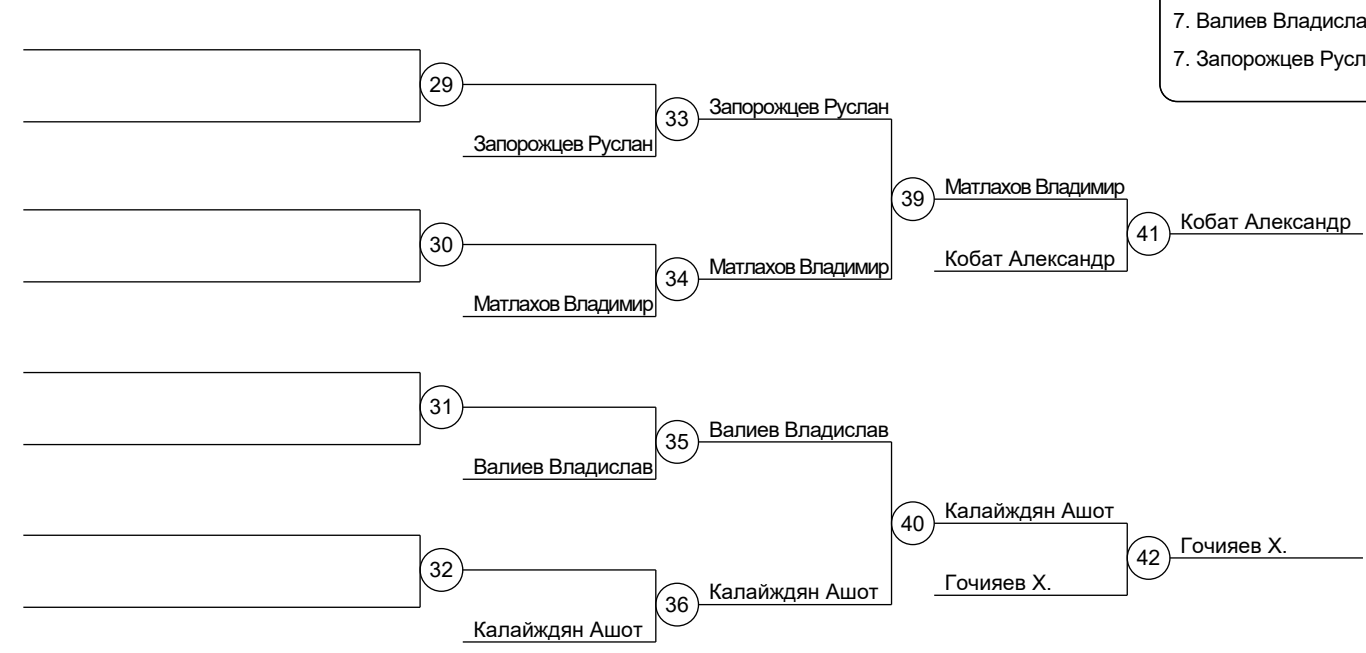 7. Валиев Владисла
7. Запорожцев Русл
29
33
Запорожцев Руслан
Запорожцев Руслан
39
Матлахов Владимир
41
Кобат Александр
30
34
Матлахов Владимир
Кобат Александр
Матлахов Владимир
31
35
Валиев Владислав
Валиев Владислав
40
Калайждян Ашот
42
Гочияев Х.
32
36
Калайждян Ашот
Гочияев Х.
Калайждян Ашот